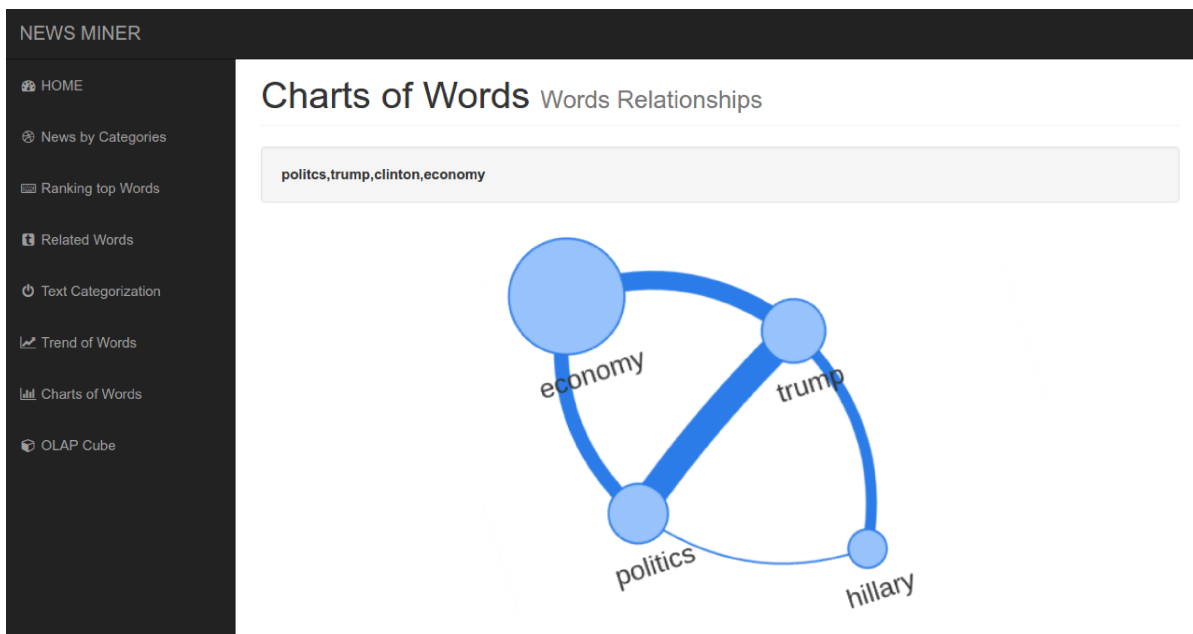 NEWS MINER
HOME
News by Categories
Ranking top Words
Related Words
Text Categorization
Trend of Words
Charts of Words
OLAP Cube
Charts of Words Words Relationships
politcs,trump,clinton,economy
economy
trump
politics
hillary